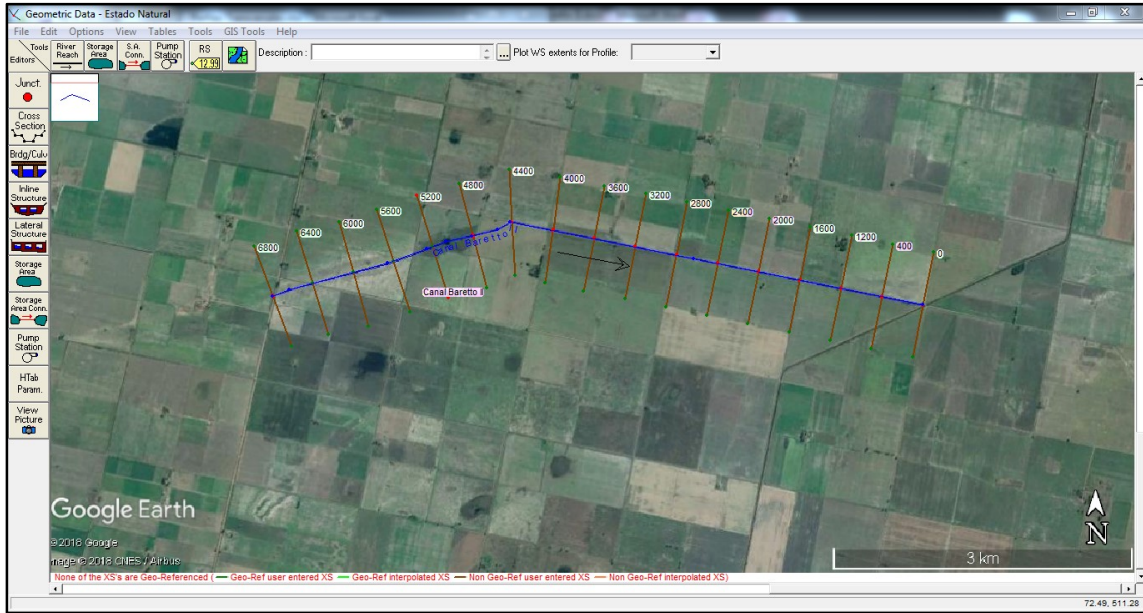 Geometric Data - Estado Natural
File Edit Options View Tables Tools GIS Tools Help
Tools
Editors
River
Reach
Storage
Area
S.A.
Conn.
Pump
Station
RS
12.99
Description :
...
Plot WS extents for Profile:
Junct.
Cross
Section
Brdg/Culv
Inline
Structure
Lateral
Structure
Storage
Area
Storage
Area Conn.
Pump
Station
HTab
Param.
View
Picture
6800
6400
6000
5600
5200
4800
4400
4000
3600
3200
2800
2400
2000
1600
1200
400
0
Canal Baretto II
Canal Baretto II
Google Earth
©2018 Google
mage © 2018 CNES / Airbus
N
3 km
None of the XS's are Geo-Referenced ( — Geo-Ref user entered XS — Geo-Ref interpolated XS — Non Geo-Ref user entered XS — Non Geo-Ref interpolated XS)
72.49, 511.28